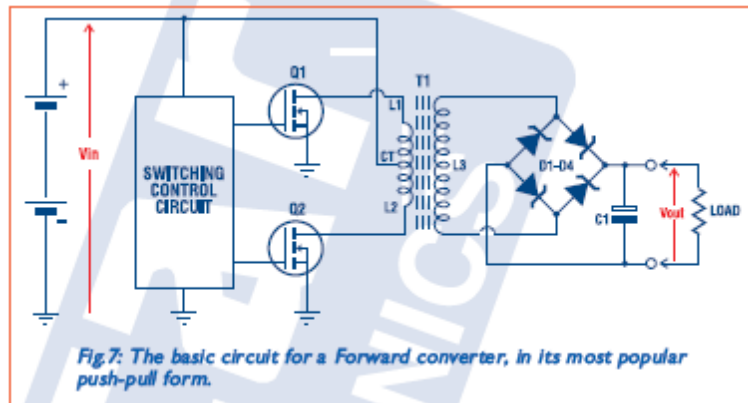 Q1
T1
L1
+
Vin
SWITCHING
CONTROL
CIRCUIT
CT
L3
D1-D4
Q2
L2
C1
Vout
LOAD
-
NICS
Fig.7: The basic circuit for a Forward converter, in its most popular
push-pull form.